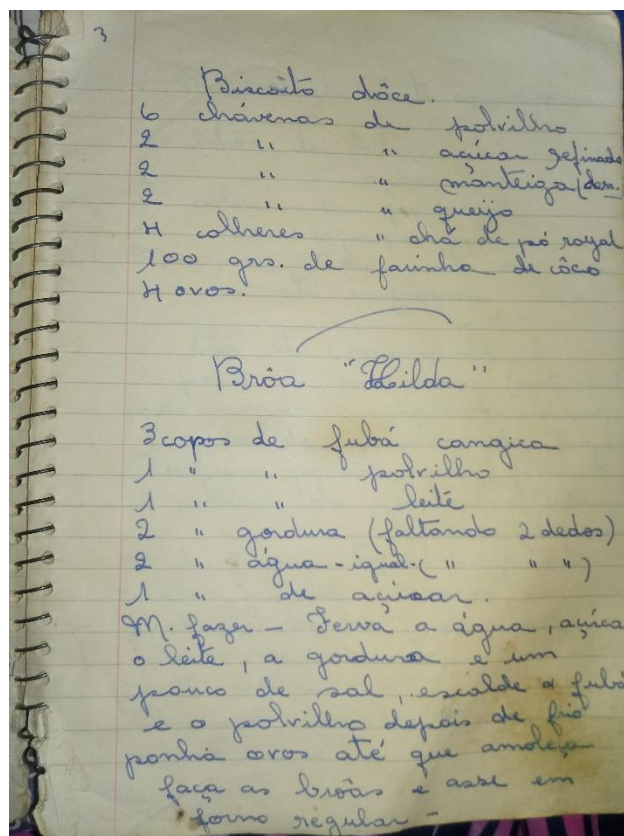 3
Biscoito dôce.
6 chávenas de polvilho
2 " " açúcar refinado
2 " " manteiga (dem.
2 " " queijo
4 colheres " chá de pó royal
100 grs. de farinha de côco
4 ovos.
Brôa "Hilda"
3 copos de fubá cangica
1 " " polvilho
1 " " leite
2 " gordura (faltando 2 dedos)
2 " água - igual - ( " " " )
1 " de açúcar.
M. fazer - Ferva a água, açúca
o leite, a gordura e um
pouco de sal, escalde o fubá
e o polvilho depois de frio
ponha ovos até que amoleça
faça as brôas e asse em
forno regular -